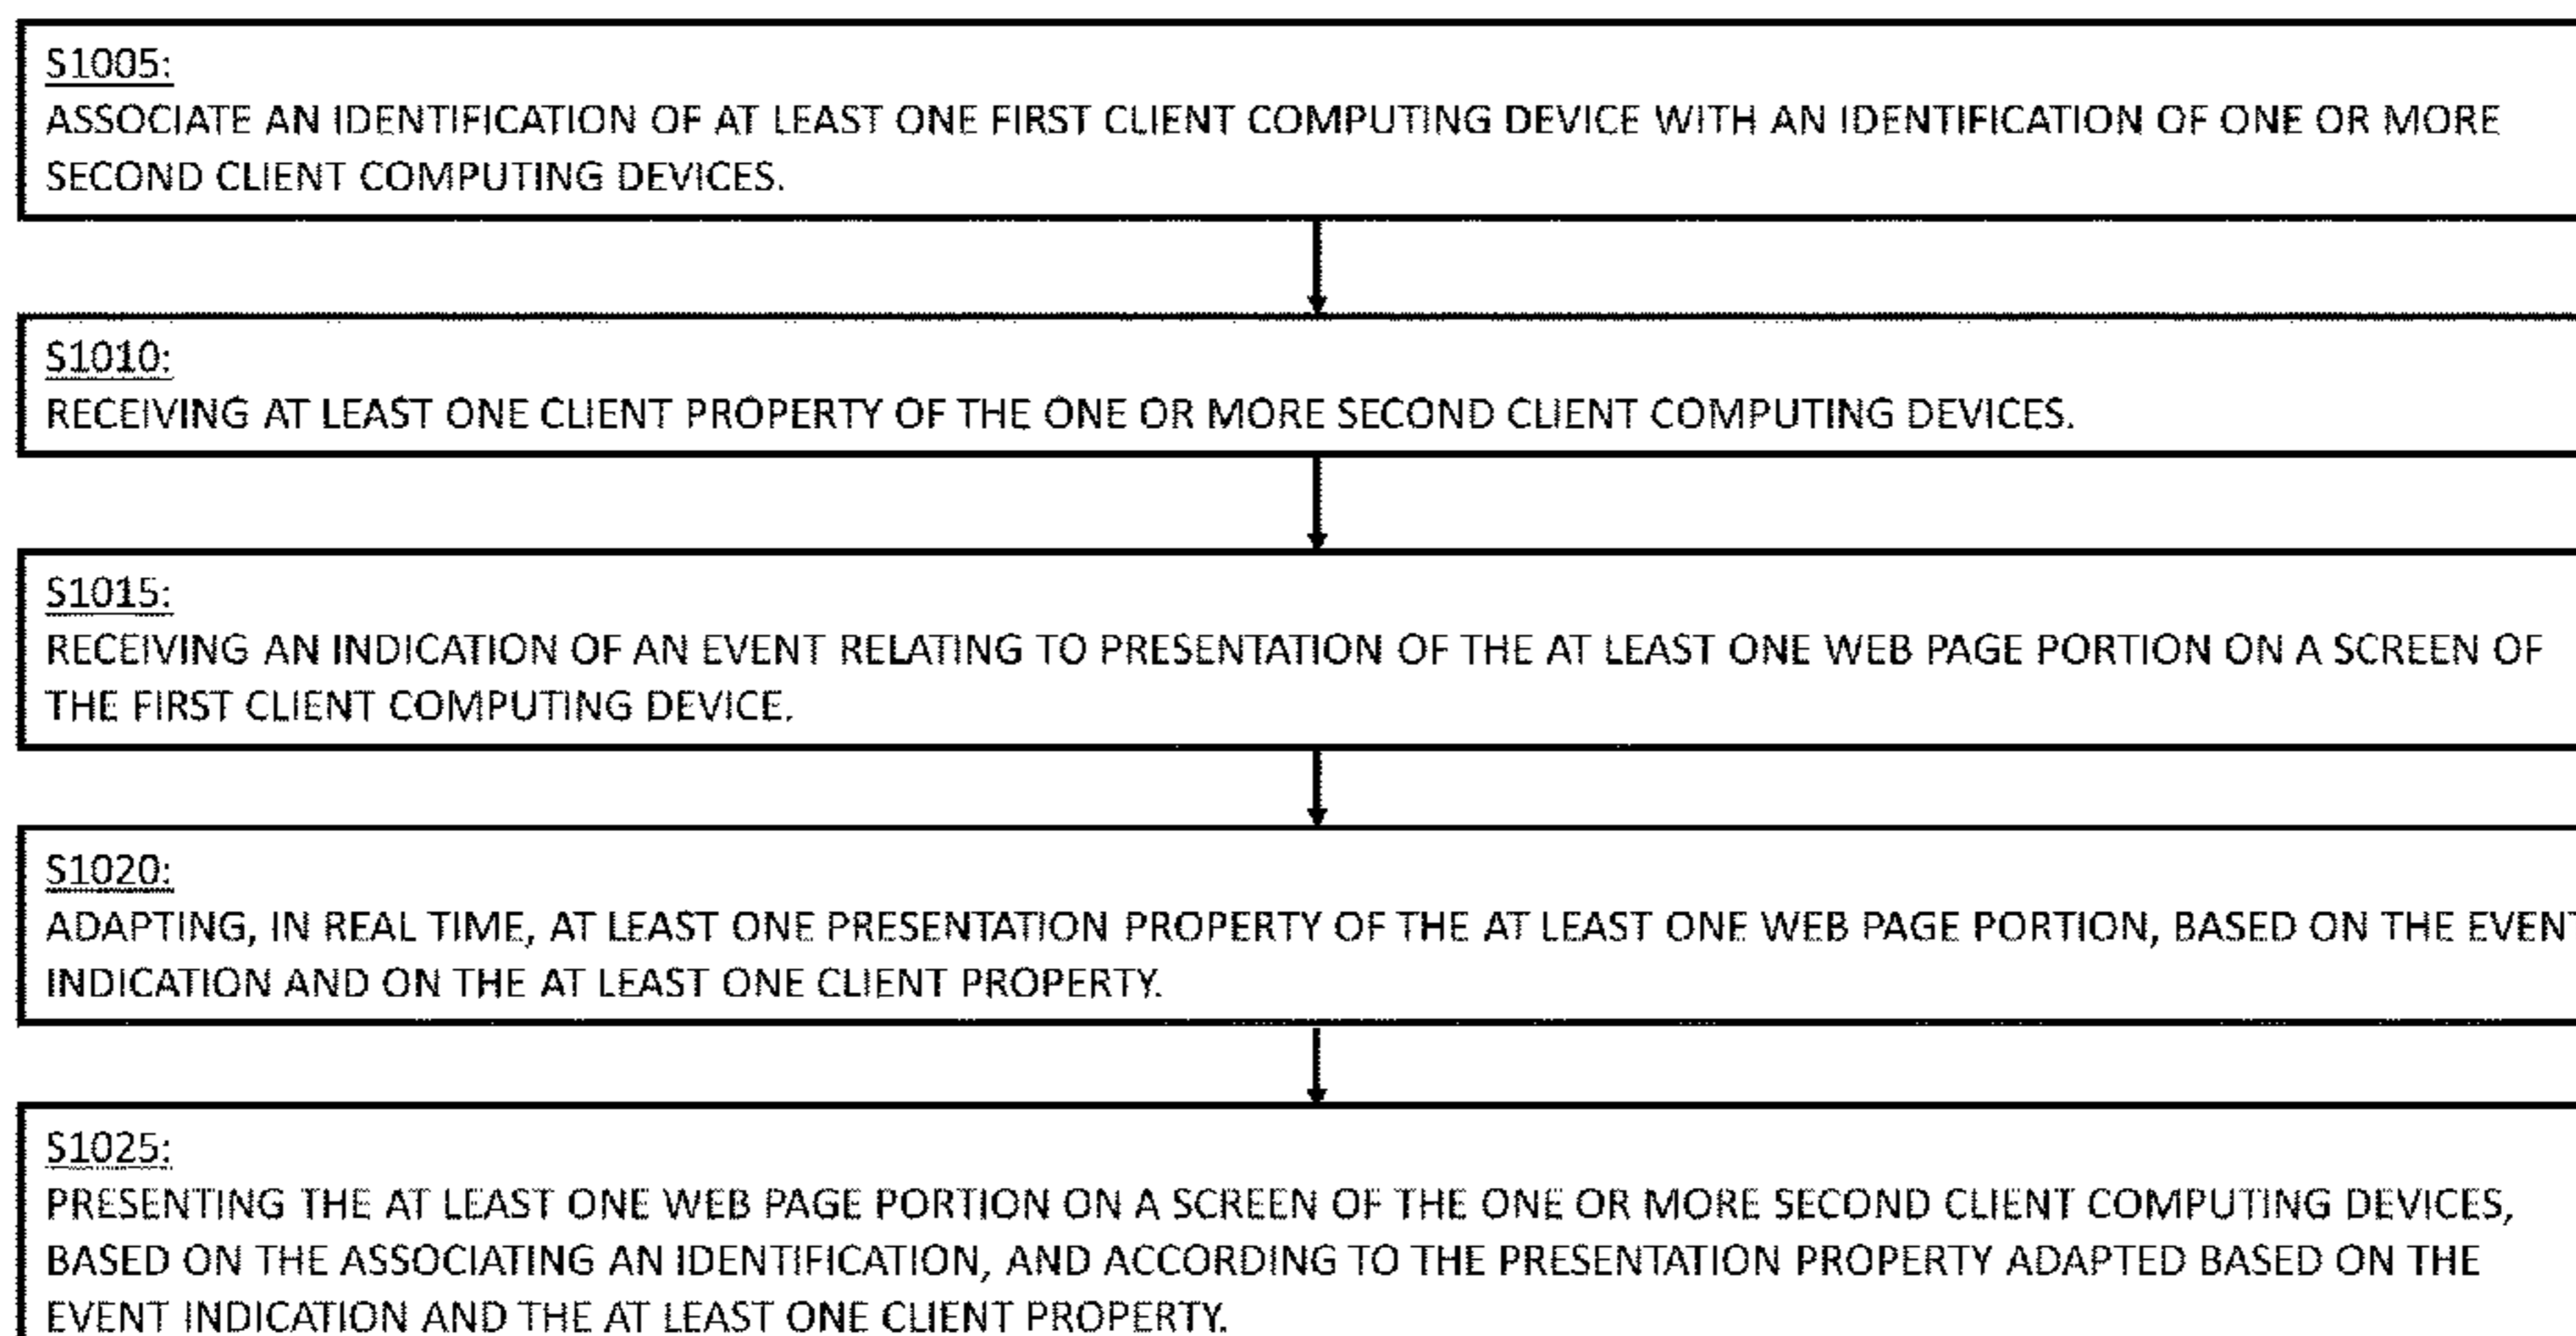 S1005:
ASSOCIATE AN IDENTIFICATION OF AT LEAST ONE FIRST CLIENT COMPUTING DEVICE WITH AN IDENTIFICATION OF ONE OR MORE
SECOND CLIENT COMPUTING DEVICES.
S1010:
RECEIVING AT LEAST ONE CLIENT PROPERTY OF THE ONE OR MORE SECOND CLIENT COMPUTING DEVICES.
S1015:
RECEIVING AN INDICATION OF AN EVENT RELATING TO PRESENTATION OF THE AT LEAST ONE WEB PAGE PORTION ON A SCREEN OF
THE FIRST CLIENT COMPUTING DEVICE.
S1020:
ADAPTING, IN REAL TIME, AT LEAST ONE PRESENTATION PROPERTY OF THE AT LEAST ONE WEB PAGE PORTION, BASED ON THE EVENT
INDICATION AND ON THE AT LEAST ONE CLIENT PROPERTY.
S1025:
PRESENTING THE AT LEAST ONE WEB PAGE PORTION ON A SCREEN OF THE ONE OR MORE SECOND CLIENT COMPUTING DEVICES,
BASED ON THE ASSOCIATING AN IDENTIFICATION, AND ACCORDING TO THE PRESENTATION PROPERTY ADAPTED BASED ON THE
EVENT INDICATION AND THE AT LEAST ONE CLIENT PROPERTY.